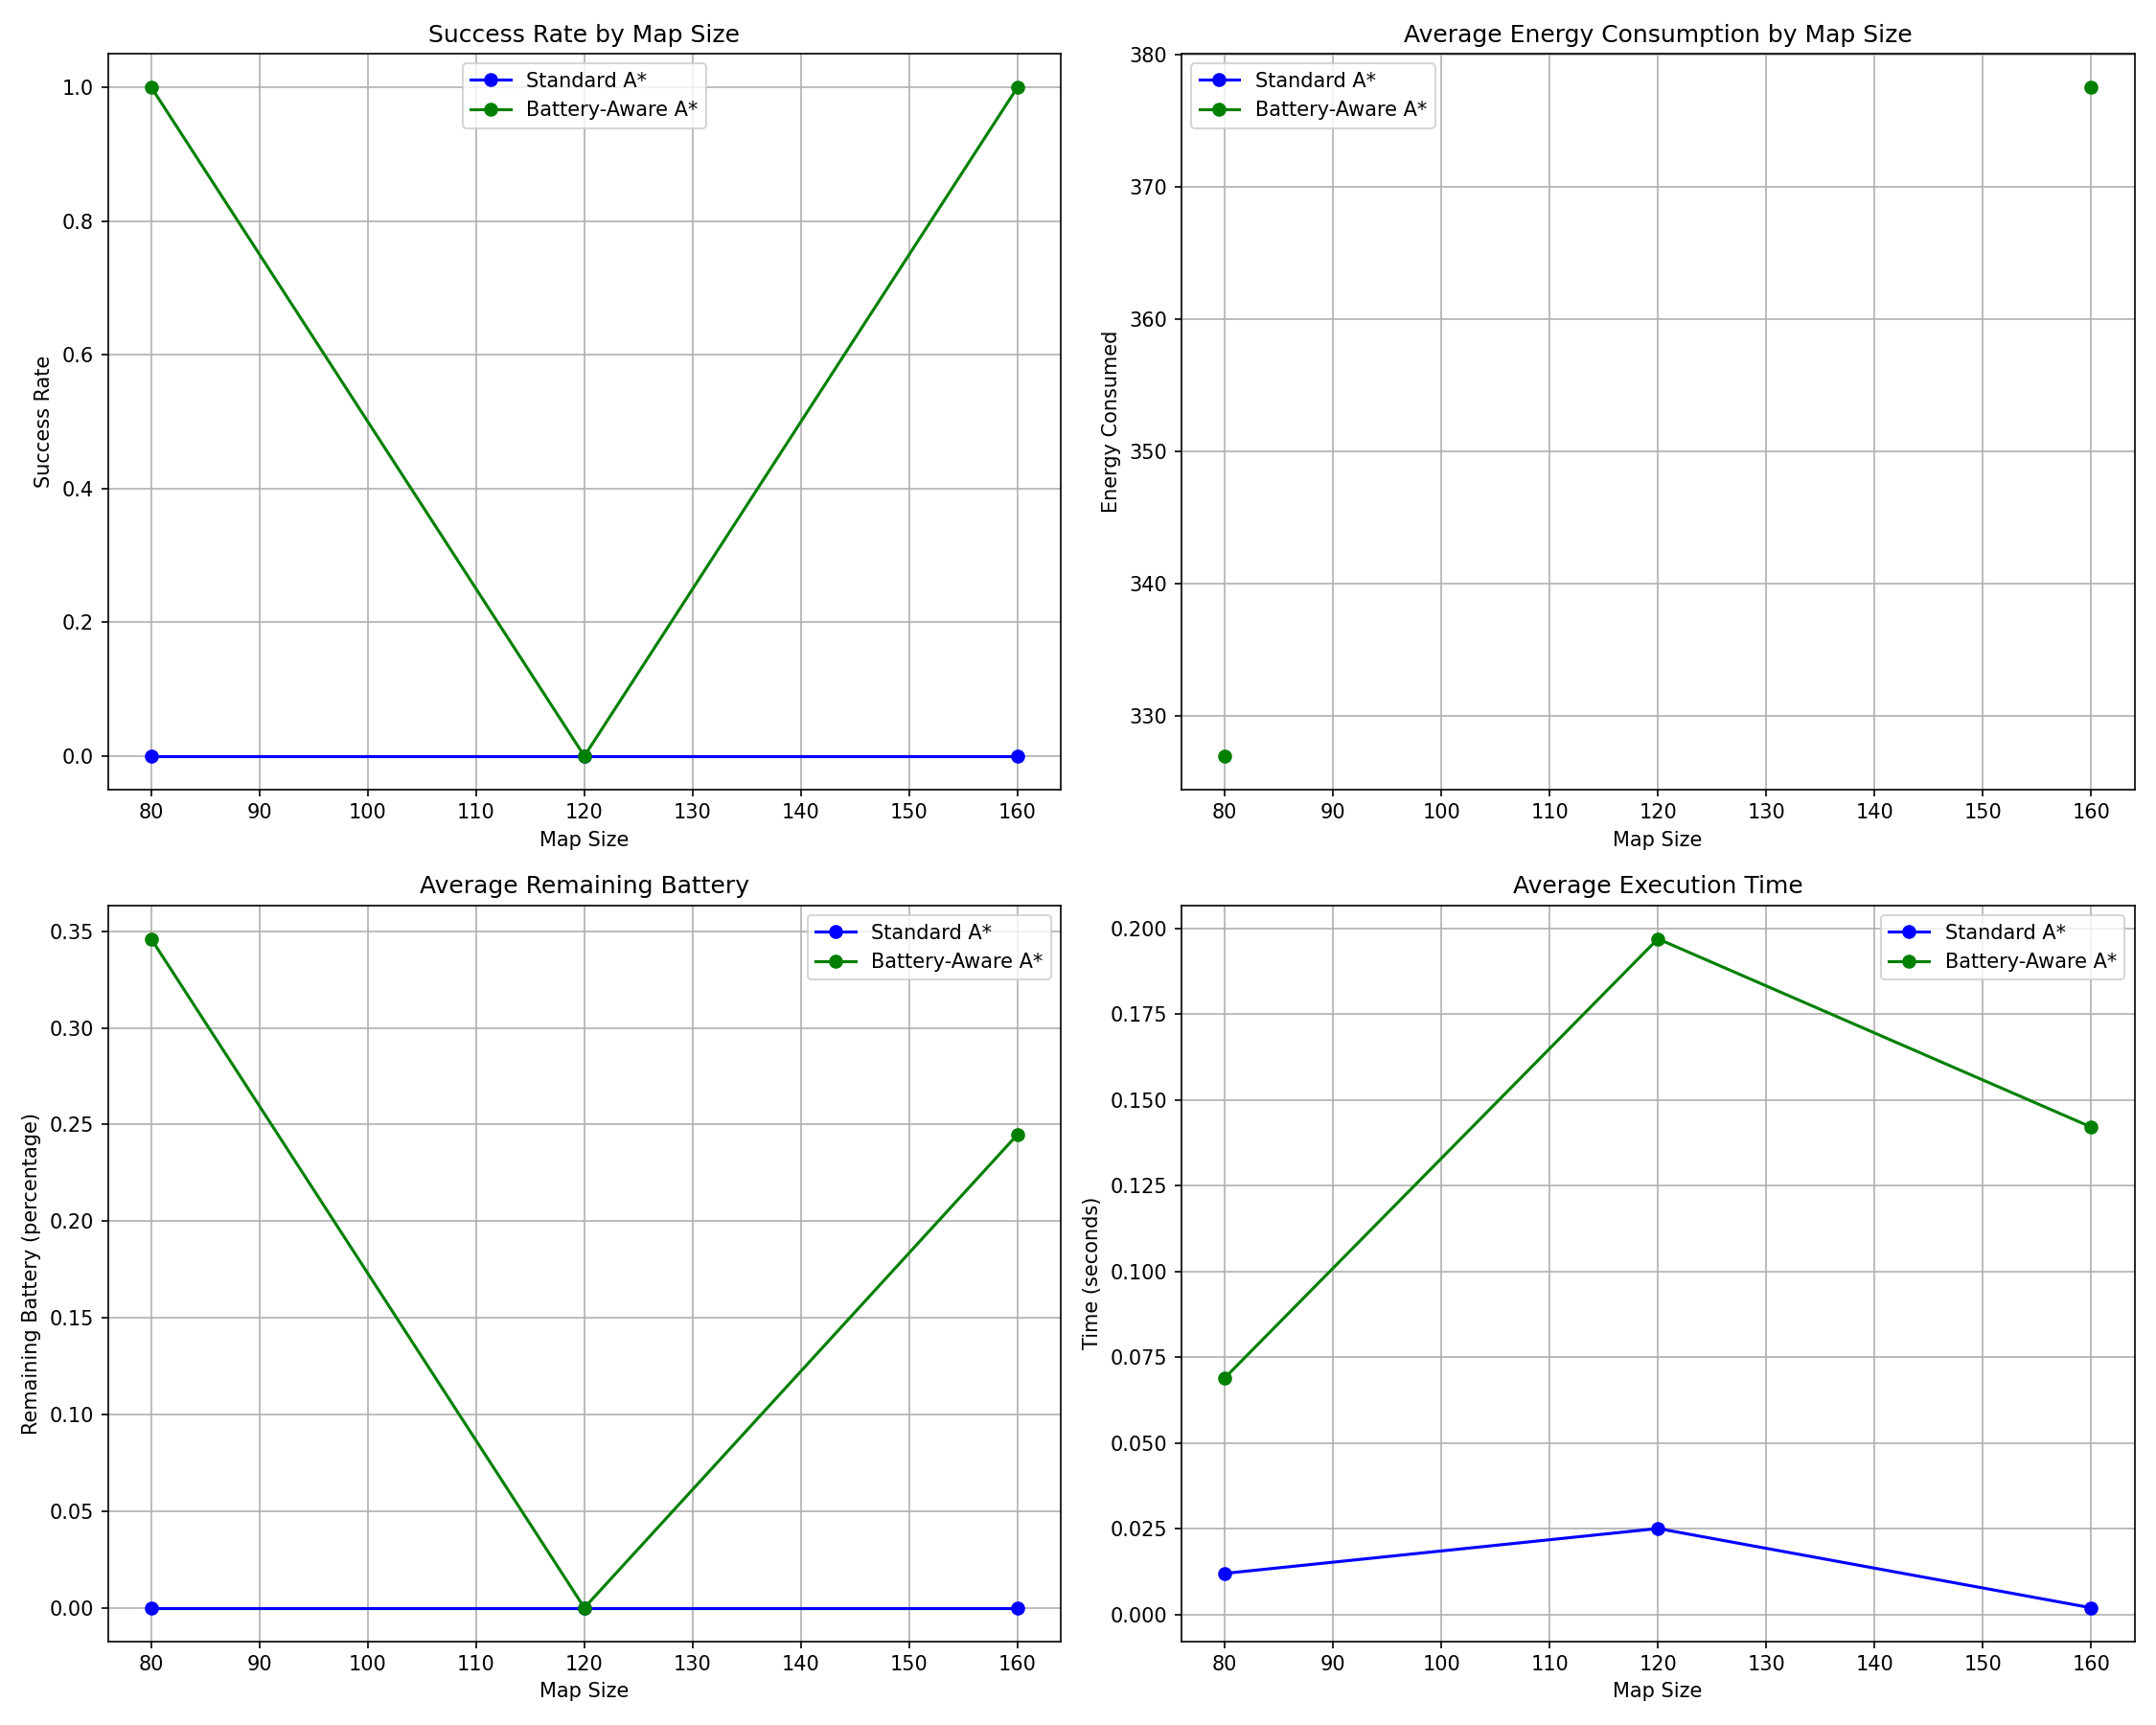 Success Rate by Map Size
Standard A*
Battery-Aware A*
1.0
0.8
0.6
0.4
0.2
0.0
Success Rate
80 90 100 110 120 130 140 150 160
Map Size
Average Energy Consumption by Map Size
Standard A*
Battery-Aware A*
380
370
360
350
340
330
Energy Consumed
80 90 100 110 120 130 140 150 160
Map Size
Average Remaining Battery
Standard A*
Battery-Aware A*
0.35
0.30
0.25
0.20
0.15
0.10
0.05
0.00
Remaining Battery (percentage)
80 90 100 110 120 130 140 150 160
Map Size
Average Execution Time
Standard A*
Battery-Aware A*
0.200
0.175
0.150
0.125
0.100
0.075
0.050
0.025
0.000
Time (seconds)
80 90 100 110 120 130 140 150 160
Map Size